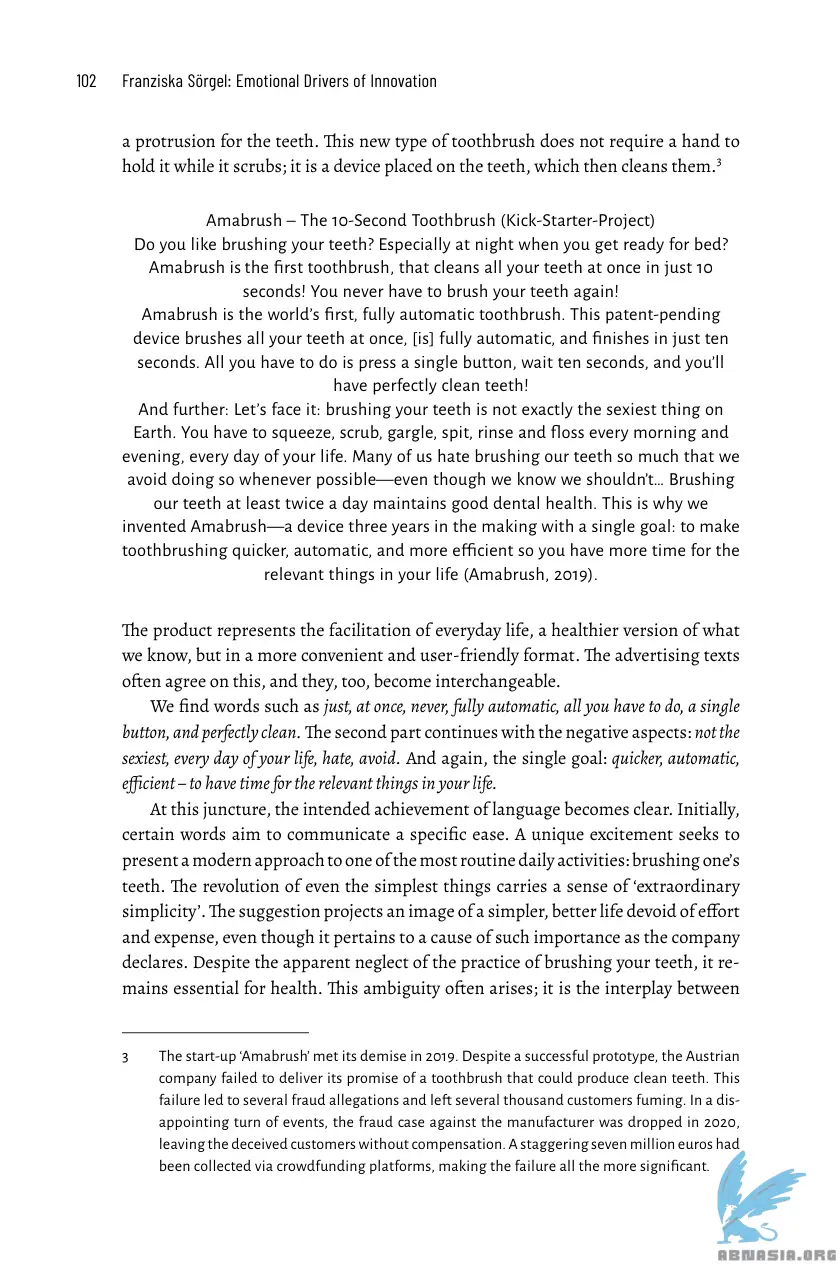 102 Franziska Sörgel: Emotional Drivers of Innovation
a protrusion for the teeth. This new type of toothbrush does not require a hand to
hold it while it scrubs; it is a device placed on the teeth, which then cleans them.3
Amabrush – The 10-Second Toothbrush (Kick-Starter-Project)
Do you like brushing your teeth? Especially at night when you get ready for bed?
Amabrush is the first toothbrush, that cleans all your teeth at once in just 10
seconds! You never have to brush your teeth again!
Amabrush is the world’s first, fully automatic toothbrush. This patent-pending
device brushes all your teeth at once, [is] fully automatic, and finishes in just ten
seconds. All you have to do is press a single button, wait ten seconds, and you’ll
have perfectly clean teeth!
And further: Let’s face it: brushing your teeth is not exactly the sexiest thing on
Earth. You have to squeeze, scrub, gargle, spit, rinse and floss every morning and
evening, every day of your life. Many of us hate brushing our teeth so much that we
avoid doing so whenever possible—even though we know we shouldn’t… Brushing
our teeth at least twice a day maintains good dental health. This is why we
invented Amabrush—a device three years in the making with a single goal: to make
toothbrushing quicker, automatic, and more efficient so you have more time for the
relevant things in your life (Amabrush, 2019).
The product represents the facilitation of everyday life, a healthier version of what
we know, but in a more convenient and user-friendly format. The advertising texts
often agree on this, and they, too, become interchangeable.
We find words such as just, at once, never, fully automatic, all you have to do, a single
button, and perfectly clean. The second part continues with the negative aspects: not the
sexiest, every day of your life, hate, avoid. And again, the single goal: quicker, automatic,
efficient – to have time for the relevant things in your life.
At this juncture, the intended achievement of language becomes clear. Initially,
certain words aim to communicate a specific ease. A unique excitement seeks to
present a modern approach to one of the most routine daily activities: brushing one’s
teeth. The revolution of even the simplest things carries a sense of ‘extraordinary
simplicity’. The suggestion projects an image of a simpler, better life devoid of effort
and expense, even though it pertains to a cause of such importance as the company
declares. Despite the apparent neglect of the practice of brushing your teeth, it re-
mains essential for health. This ambiguity often arises; it is the interplay between
3 The start-up ‘Amabrush’ met its demise in 2019. Despite a successful prototype, the Austrian
company failed to deliver its promise of a toothbrush that could produce clean teeth. This
failure led to several fraud allegations and left several thousand customers fuming. In a dis-
appointing turn of events, the fraud case against the manufacturer was dropped in 2020,
leaving the deceived customers without compensation. A staggering seven million euros had
been collected via crowdfunding platforms, making the failure all the more significant.
ABNASIA.ORG